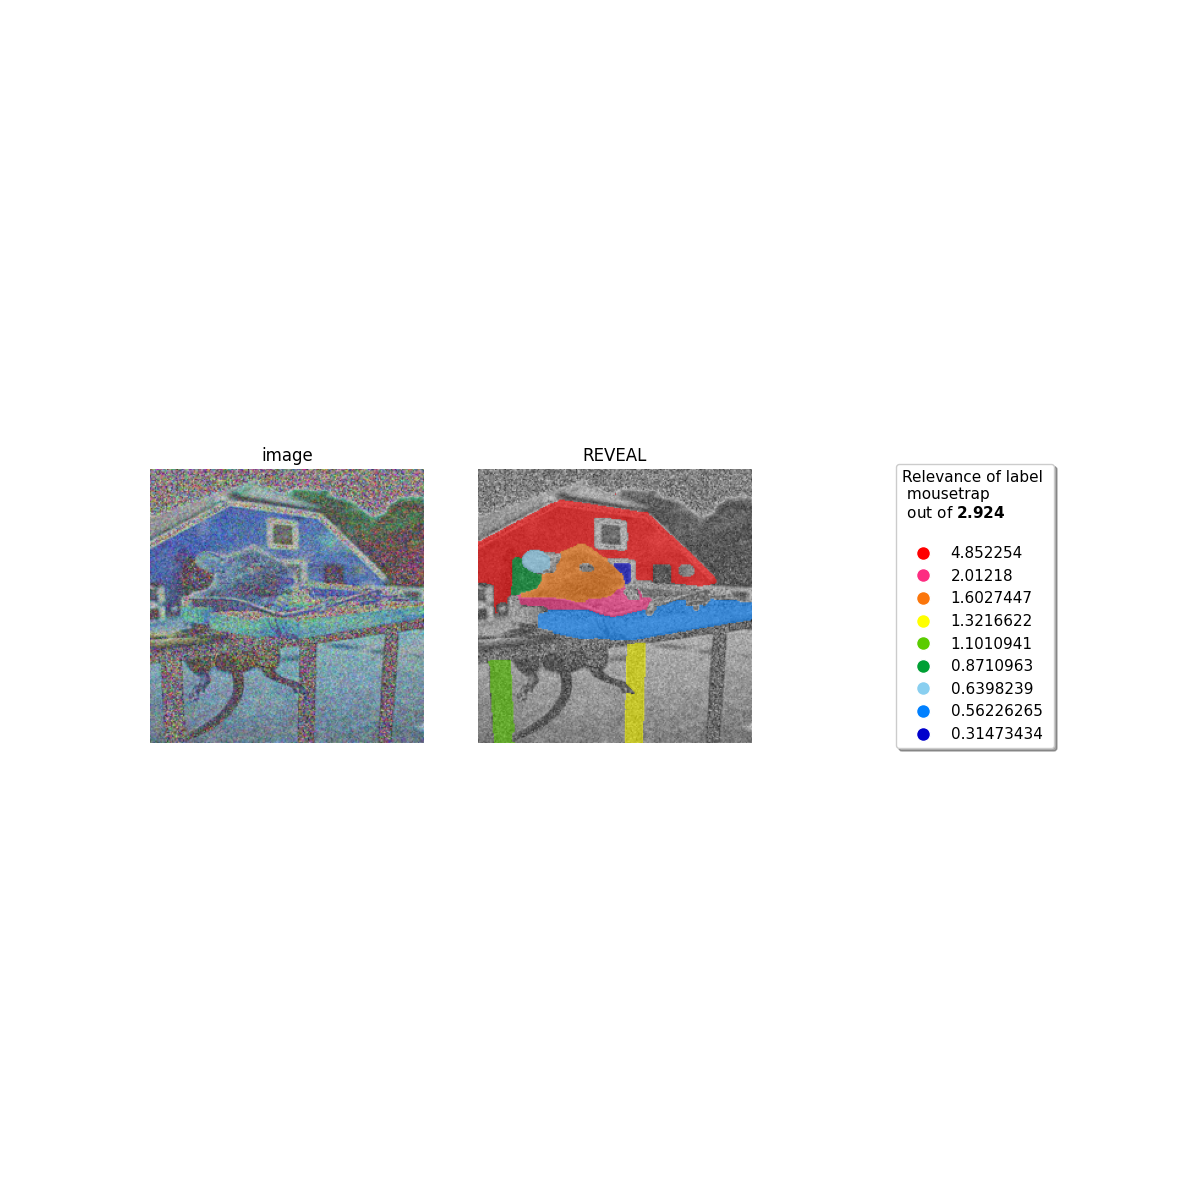 image
REVEAL
Relevance of label
mousetrap
out of 2.924
4.852254
2.01218
1.6027447
1.3216622
1.1010941
0.8710963
0.6398239
0.56226265
0.31473434